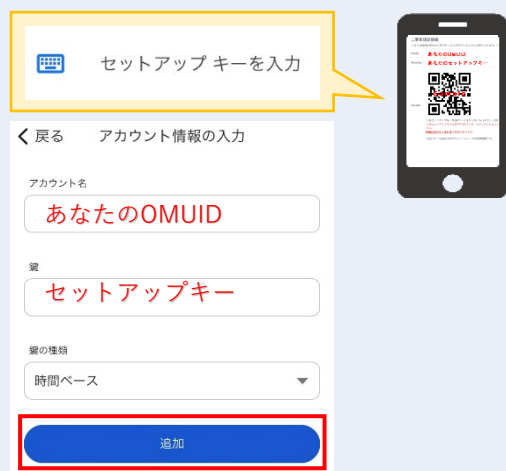 セットアップ キーを入力
戻る アカウント情報の入力
アカウント名
あなたのOMUID
鍵
セットアップキー
鍵の種類
時間ベース
追加
あなたのOMUID
あなたのセットアップキー